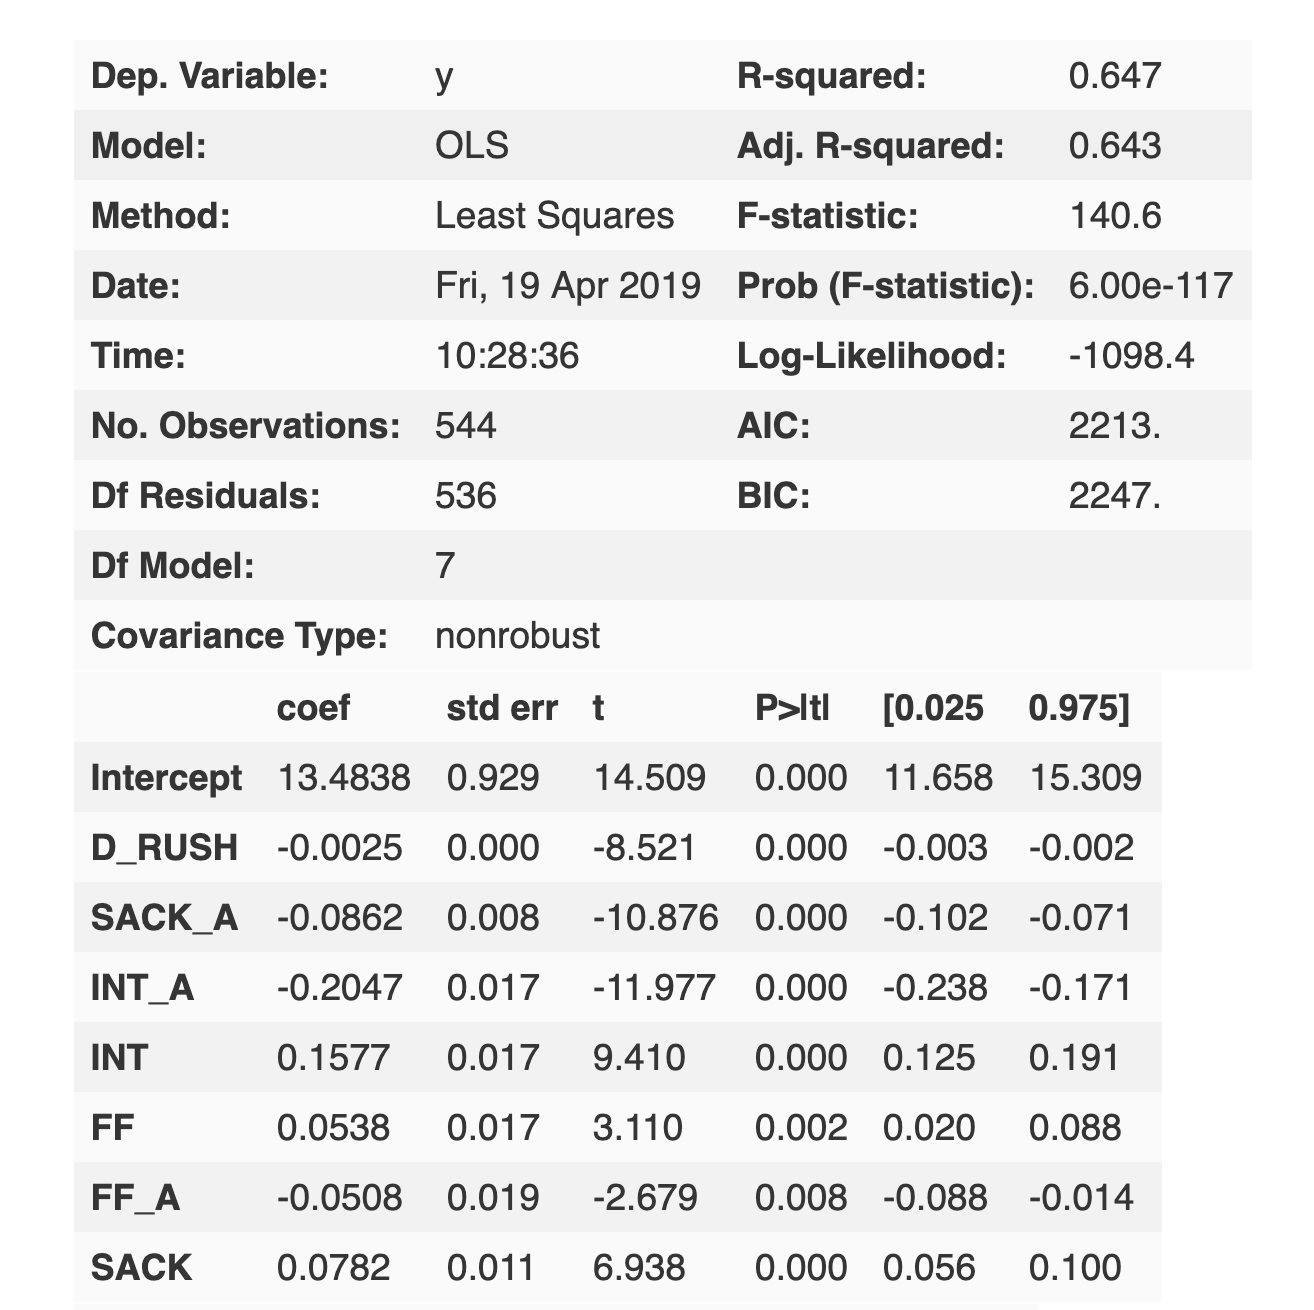 Dep. Variable: y R-squared: 0.647
Model: OLS Adj. R-squared: 0.643
Method: Least Squares F-statistic: 140.6
Date: Fri, 19 Apr 2019 Prob (F-statistic): 6.00e-117
Time: 10:28:36 Log-Likelihood: -1098.4
No. Observations: 544 AIC: 2213.
Df Residuals: 536 BIC: 2247.
Df Model: 7
Covariance Type: nonrobust
coef std err t P>|t| [0.025 0.975]
Intercept 13.4838 0.929 14.509 0.000 11.658 15.309
D_RUSH -0.0025 0.000 -8.521 0.000 -0.003 -0.002
SACK_A -0.0862 0.008 -10.876 0.000 -0.102 -0.071
INT_A -0.2047 0.017 -11.977 0.000 -0.238 -0.171
INT 0.1577 0.017 9.410 0.000 0.125 0.191
FF 0.0538 0.017 3.110 0.002 0.020 0.088
FF_A -0.0508 0.019 -2.679 0.008 -0.088 -0.014
SACK 0.0782 0.011 6.938 0.000 0.056 0.100